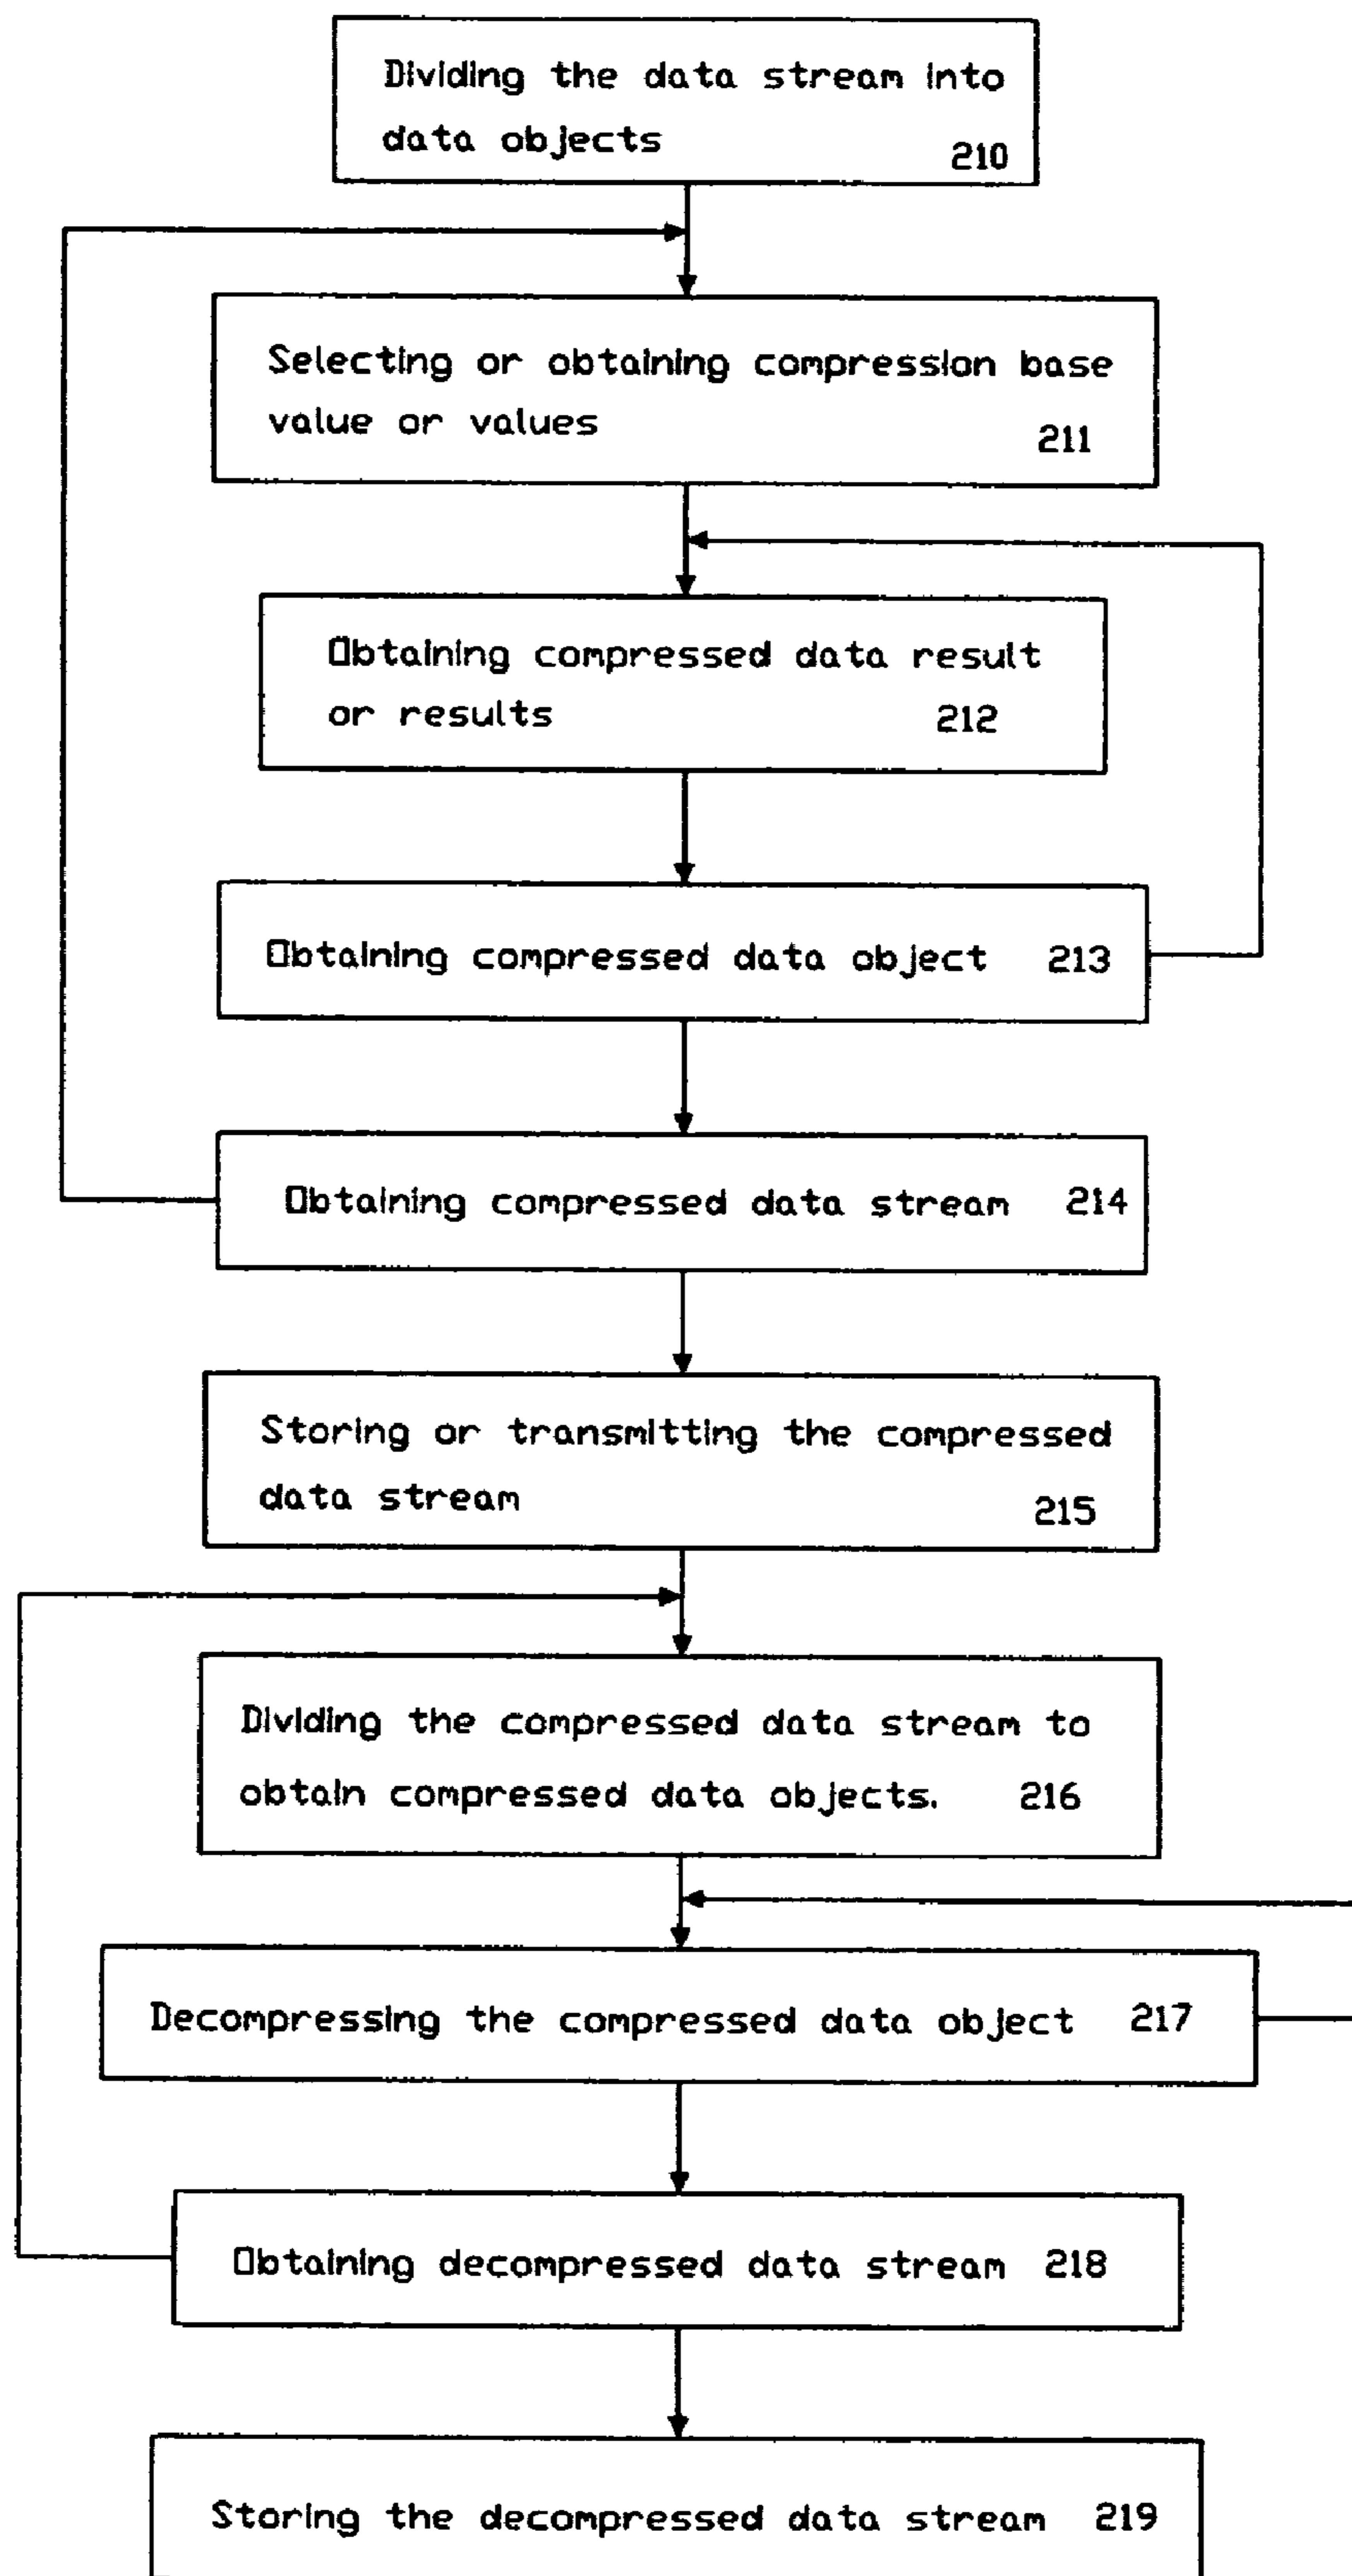 Dividing the data stream into
data objects 210
Selecting or obtaining compression base
value or values 211
Obtaining compressed data result
or results 212
Obtaining compressed data object 213
Obtaining compressed data stream 214
Storing or transmitting the compressed
data stream 215
Dividing the compressed data stream to
obtain compressed data objects. 216
Decompressing the compressed data object 217
Obtaining decompressed data stream 218
Storing the decompressed data stream 219